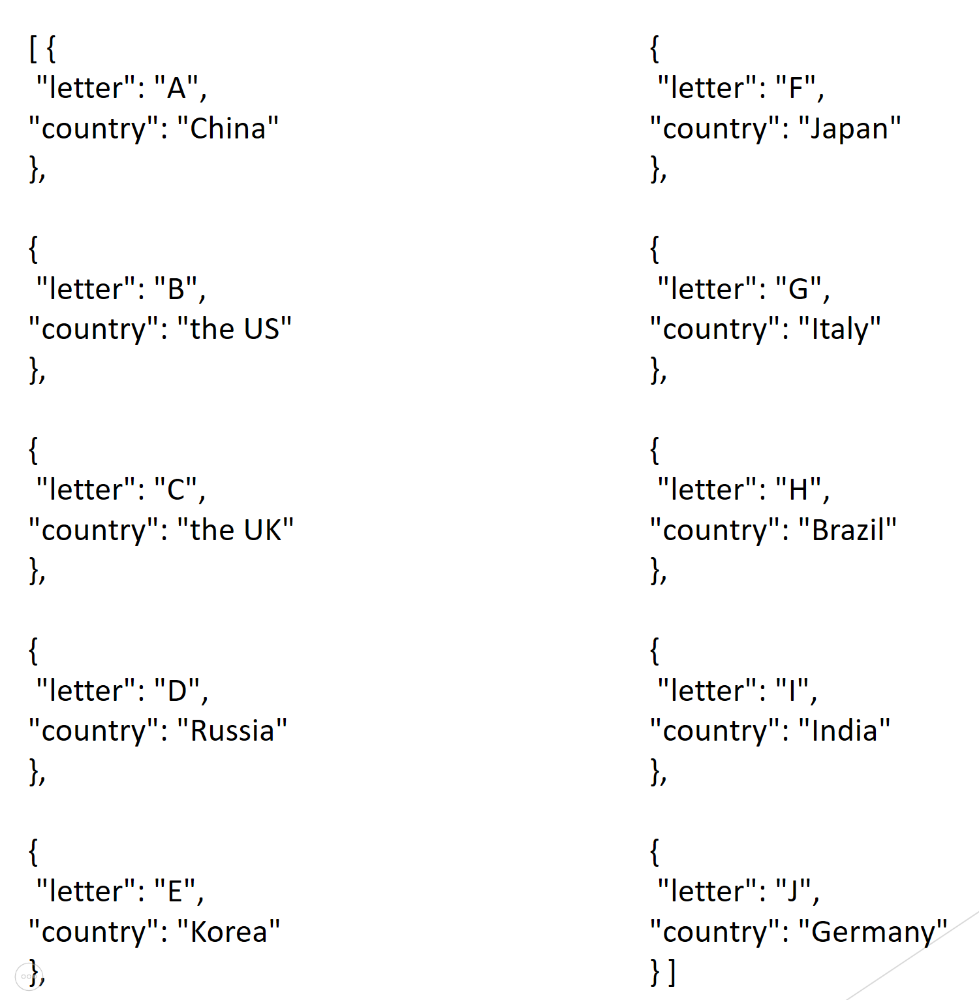 [ {
"letter": "A",
"country": "China"
},
{
"letter": "B",
"country": "the US"
},
{
"letter": "C",
"country": "the UK"
},
{
"letter": "D",
"country": "Russia"
},
{
"letter": "E",
"country": "Korea"
},
{
"letter": "F",
"country": "Japan"
},
{
"letter": "G",
"country": "Italy"
},
{
"letter": "H",
"country": "Brazil"
},
{
"letter": "I",
"country": "India"
},
{
"letter": "J",
"country": "Germany"
} ]